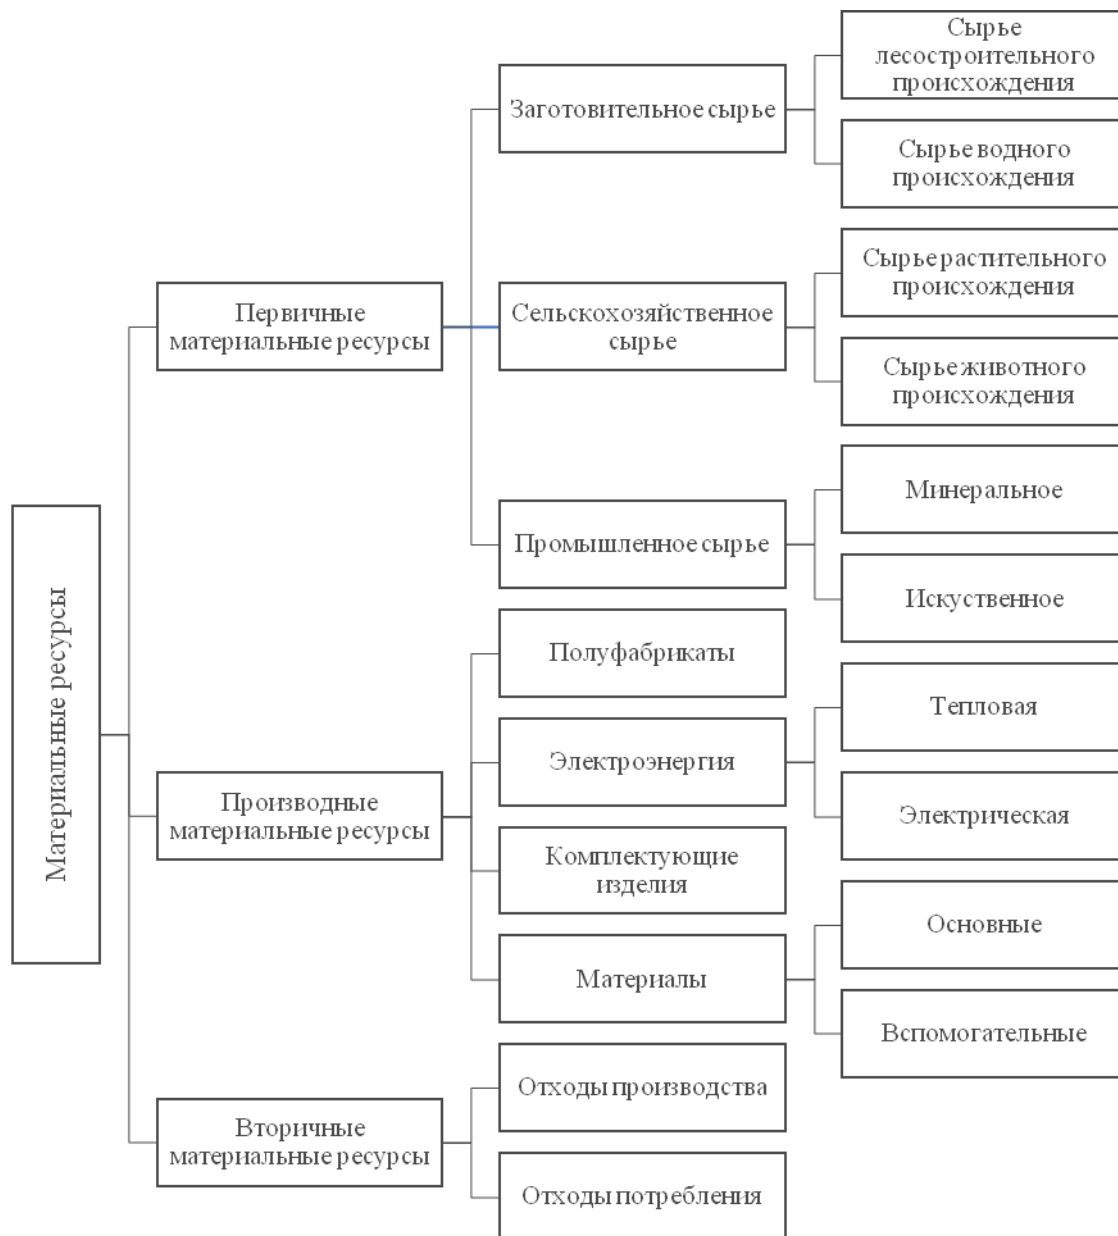 Материальные ресурсы
Первичные
материальные ресурсы
Заготовительное сырье
Сырье
лесостроительного
происхождения
Сырье водного
происхождения
Сельскохозяйственное
сырье
Сырье растительного
происхождения
Сырье животного
происхождения
Промышленное сырье
Минеральное
Искуственное
Производные
материальные ресурсы
Полуфабрикаты
Электроэнергия
Тепловая
Электрическая
Комплектующие
изделия
Материалы
Основные
Вспомогательные
Вторичные
материальные ресурсы
Отходы производства
Отходы потребления